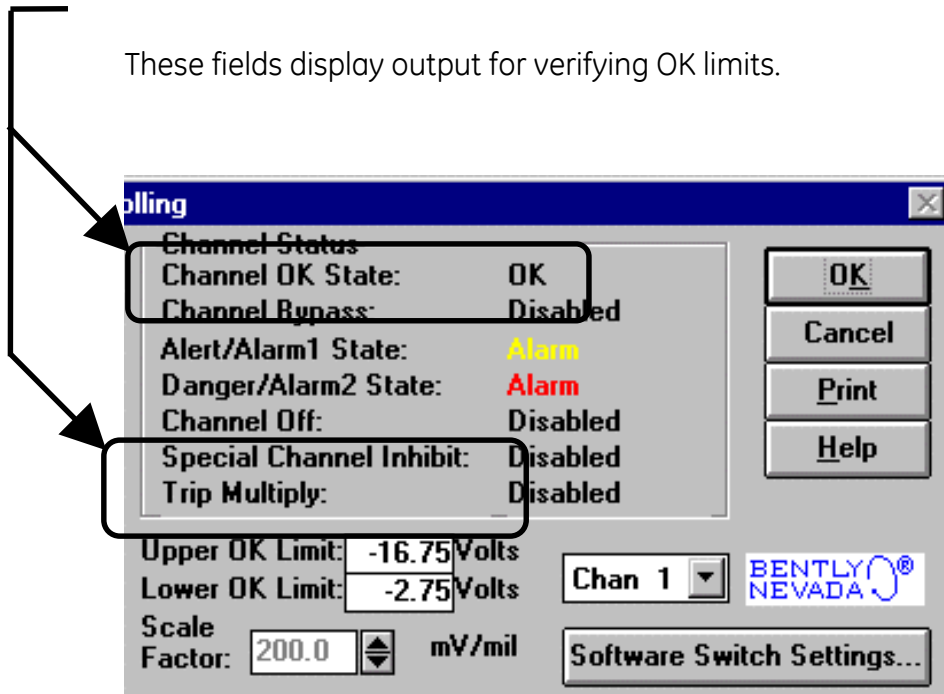 These fields display output for verifying OK limits.
olling
Channel Status
Channel OK State: OK
Channel Bypass: Disabled
Alert/Alarm1 State: Alarm
Danger/Alarm2 State: Alarm
Channel Off: Disabled
Special Channel Inhibit: Disabled
Trip Multiply: Disabled
OK
Cancel
Print
Help
Upper OK Limit: -16.75 Volts
Lower OK Limit: -2.75 Volts
Scale
Factor: 200.0 mV/mil
Chan 1
BENTLY ®
NEVADA
Software Switch Settings...